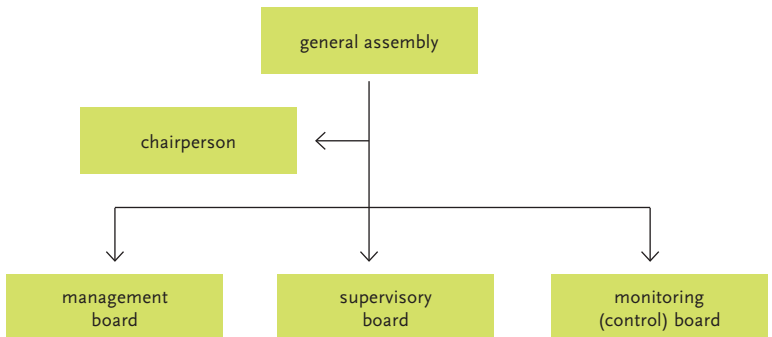 general assembly
chairperson
management
board
supervisory
board
monitoring
(control) board